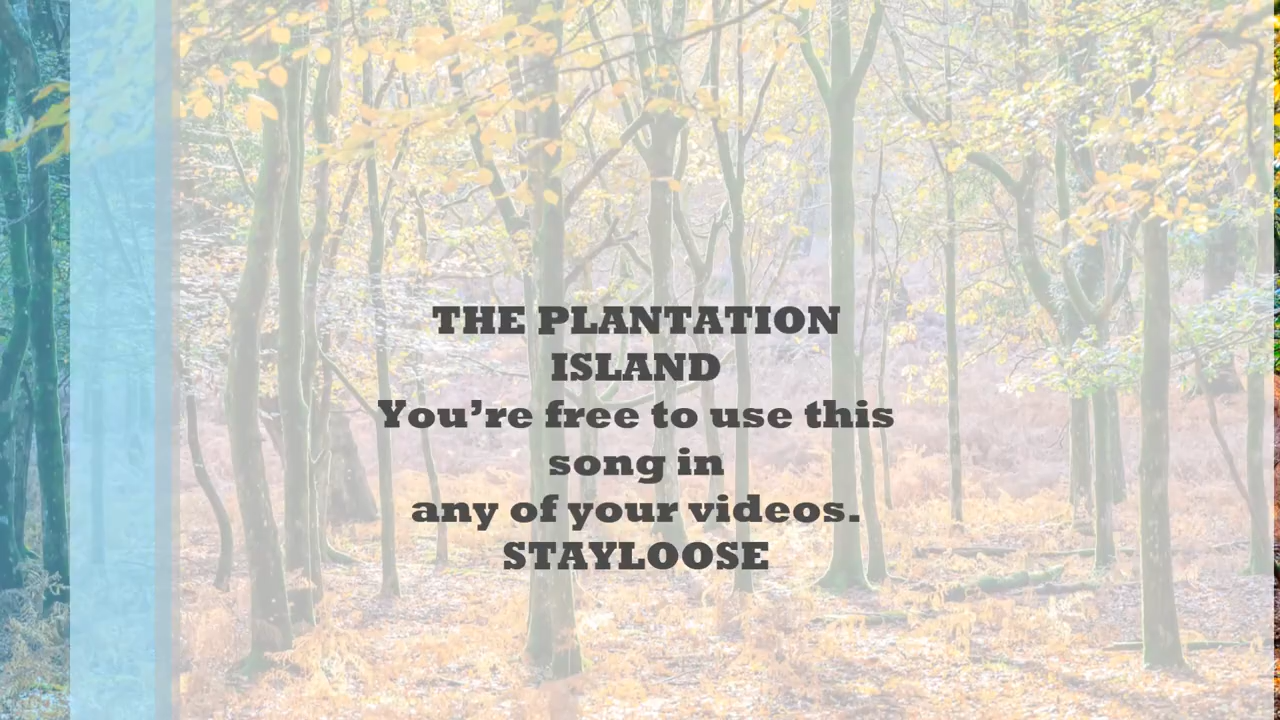 THE PLANTATION
ISLAND
You’re free to use this
song in
any of your videos.
STAYLOOSE